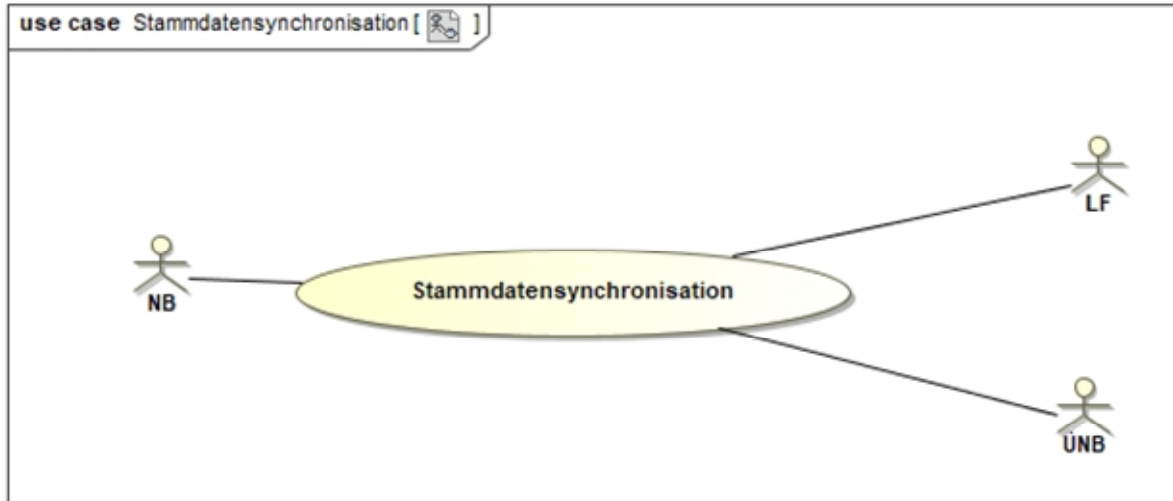 use case Stammdatensynchronisation [ ]
LF
NB
Stammdatensynchronisation
ÜNB